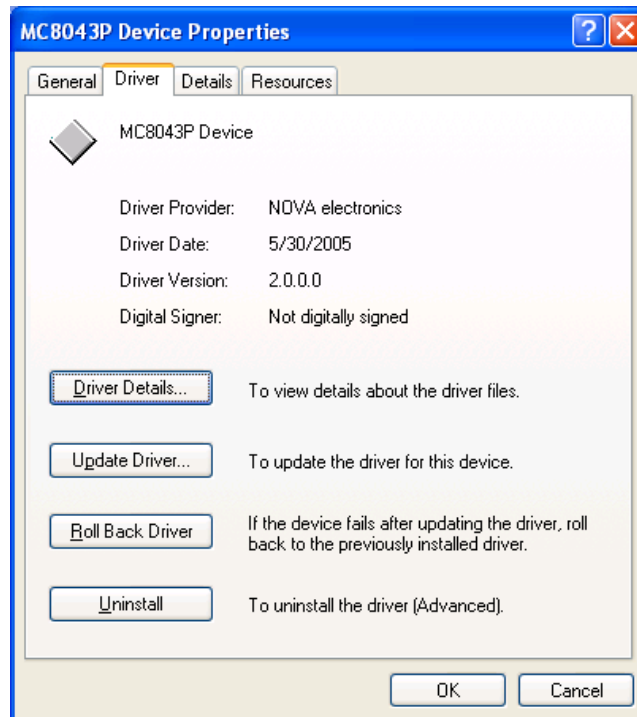 MC8043P Device Properties
General Driver Details Resources
MC8043P Device
Driver Provider: NOVA electronics
Driver Date: 5/30/2005
Driver Version: 2.0.0.0
Digital Signer: Not digitally signed
Driver Details... To view details about the driver files.
Update Driver... To update the driver for this device.
Roll Back Driver If the device fails after updating the driver, roll
back to the previously installed driver.
Uninstall To uninstall the driver (Advanced).
OK Cancel